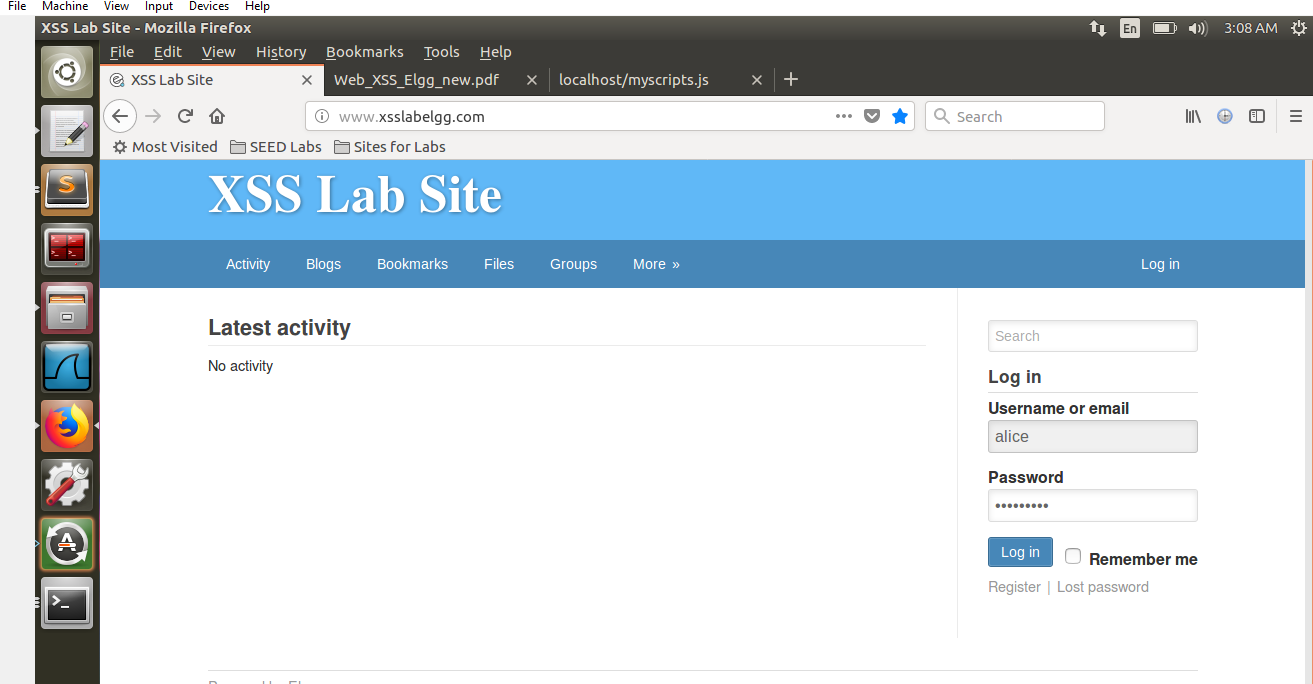 File Machine View Input Devices Help
XSS Lab Site - Mozilla Firefox En 3:08 AM
File Edit View History Bookmarks Tools Help
XSS Lab Site Web_XSS_Elgg_new.pdf localhost/myscripts.js
www.xsslabelgg.com Search
Most Visited SEED Labs Sites for Labs
XSS Lab Site
Activity Blogs Bookmarks Files Groups More » Log in
Latest activity
No activity
Search
Log in
Username or email
alice
Password
•••••••••
Log in Remember me
Register | Lost password